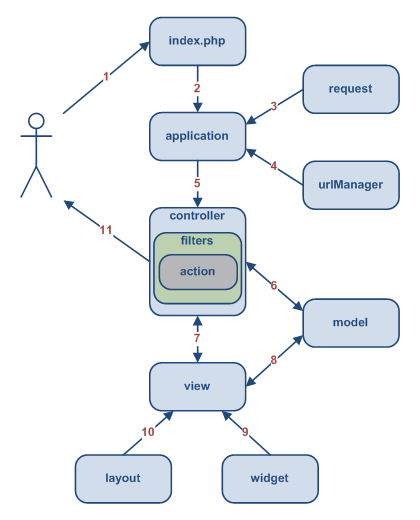 index.php
1
2
request
3
application
4
urlManager
5
controller
11
filters
action
6
model
7
8
view
10
9
layout
widget